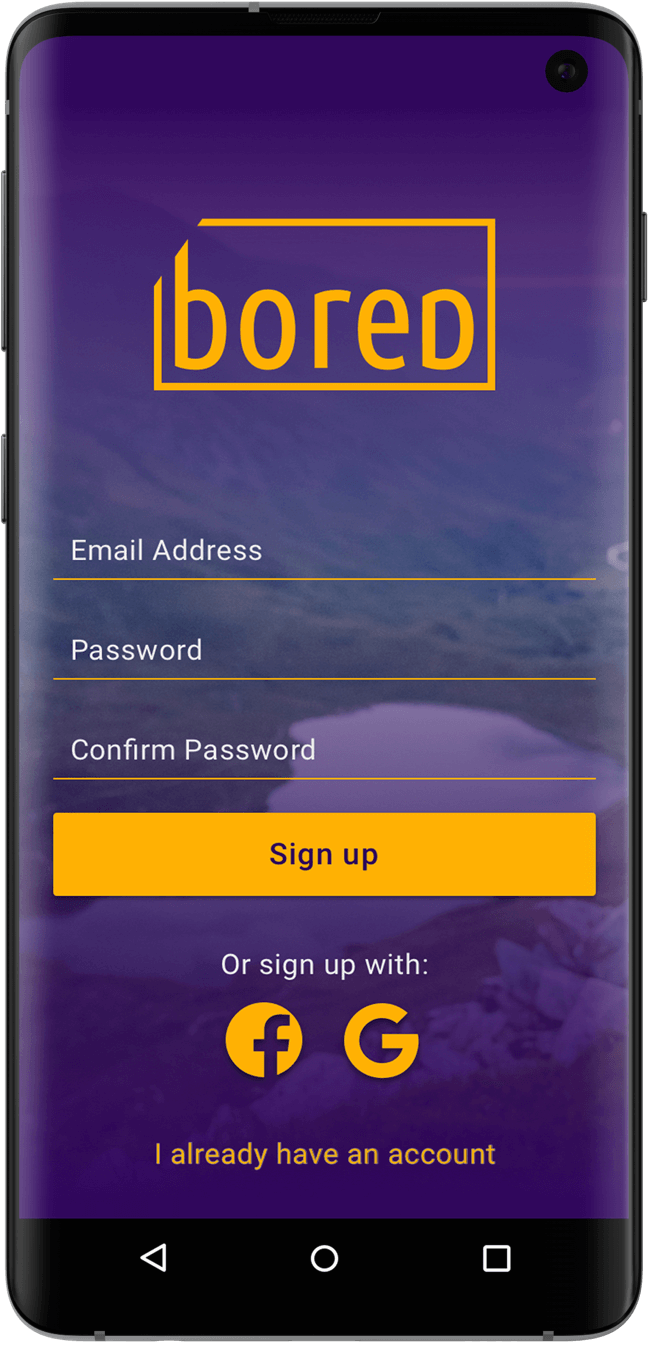 bored
Email Address
Password
Confirm Password
Sign up
Or sign up with:
I already have an account